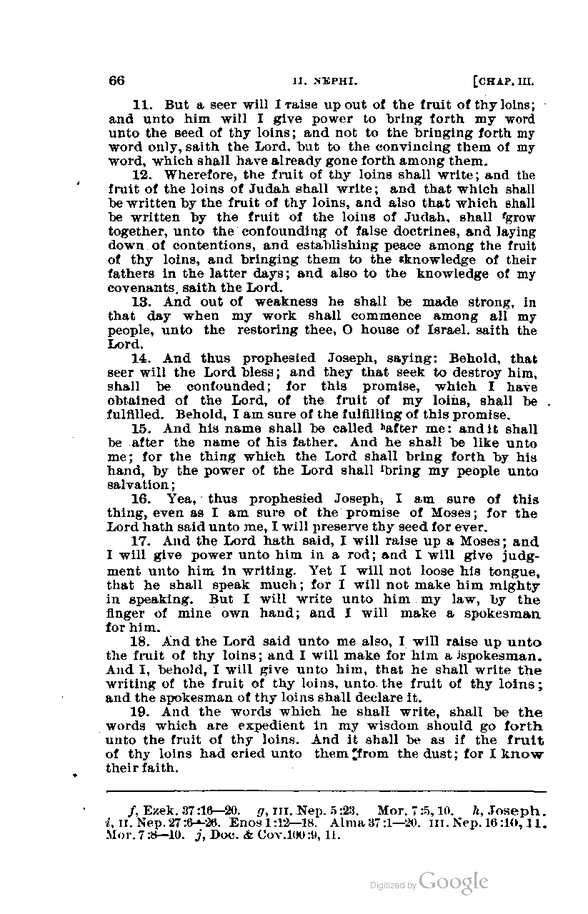 66 II. NEPHI. [CHAP. III.
11. But a seer will I raise up out of the fruit of thy loins;
and unto him will I give power to bring forth my word
unto the seed of thy loins; and not to the bringing forth my
word only, saith the Lord, but to the convincing them of my
word, which shall have already gone forth among them.
12. Wherefore, the fruit of thy loins shall write; and the
fruit of the loins of Judah shall write; and that which shall
be written by the fruit of thy loins, and also that which shall
be written by the fruit of the loins of Judah, shall fgrow
together, unto the confounding of false doctrines, and laying
down of contentions, and establishing peace among the fruit
of thy loins, and bringing them to the gknowledge of their
fathers in the latter days; and also to the knowledge of my
covenants, saith the Lord.
13. And out of weakness he shall be made strong, in
that day when my work shall commence among all my
people, unto the restoring thee, O house of Israel, saith the
Lord.
14. And thus prophesied Joseph, saying: Behold, that
seer will the Lord bless; and they that seek to destroy him,
shall be confounded; for this promise, which I have
obtained of the Lord, of the fruit of my loins, shall be
fulfilled. Behold, I am sure of the fulfilling of this promise.
15. And his name shall be called hafter me: and it shall
be after the name of his father. And he shall be like unto
me; for the thing which the Lord shall bring forth by his
hand, by the power of the Lord shall ibring my people unto
salvation;
16. Yea, thus prophesied Joseph, I am sure of this
thing, even as I am sure of the promise of Moses; for the
Lord hath said unto me, I will preserve thy seed for ever.
17. And the Lord hath said, I will raise up a Moses; and
I will give power unto him in a rod; and I will give judg-
ment unto him in writing. Yet I will not loose his tongue,
that he shall speak much; for I will not make him mighty
in speaking. But I will write unto him my law, by the
finger of mine own hand; and I will make a spokesman
for him.
18. And the Lord said unto me also, I will raise up unto
the fruit of thy loins; and I will make for him a jspokesman.
And I, behold, I will give unto him, that he shall write the
writing of the fruit of thy loins, unto the fruit of thy loins;
and the spokesman of thy loins shall declare it.
19. And the words which he shall write, shall be the
words which are expedient in my wisdom should go forth
unto the fruit of thy loins. And it shall be as if the fruit
of thy loins had cried unto them from the dust; for I know
their faith.
f, Ezek. 37:16—20. g, III. Nep. 5:23. Mor. 7:5, 10. h, Joseph.
i, II. Nep. 27:6—26. Enos 1:12—18. Alma 37:1—20. III. Nep. 16:10, 11.
Mor. 7:8—10. j, Doc. & Cov. 100:9, 11.
Digitized by Google